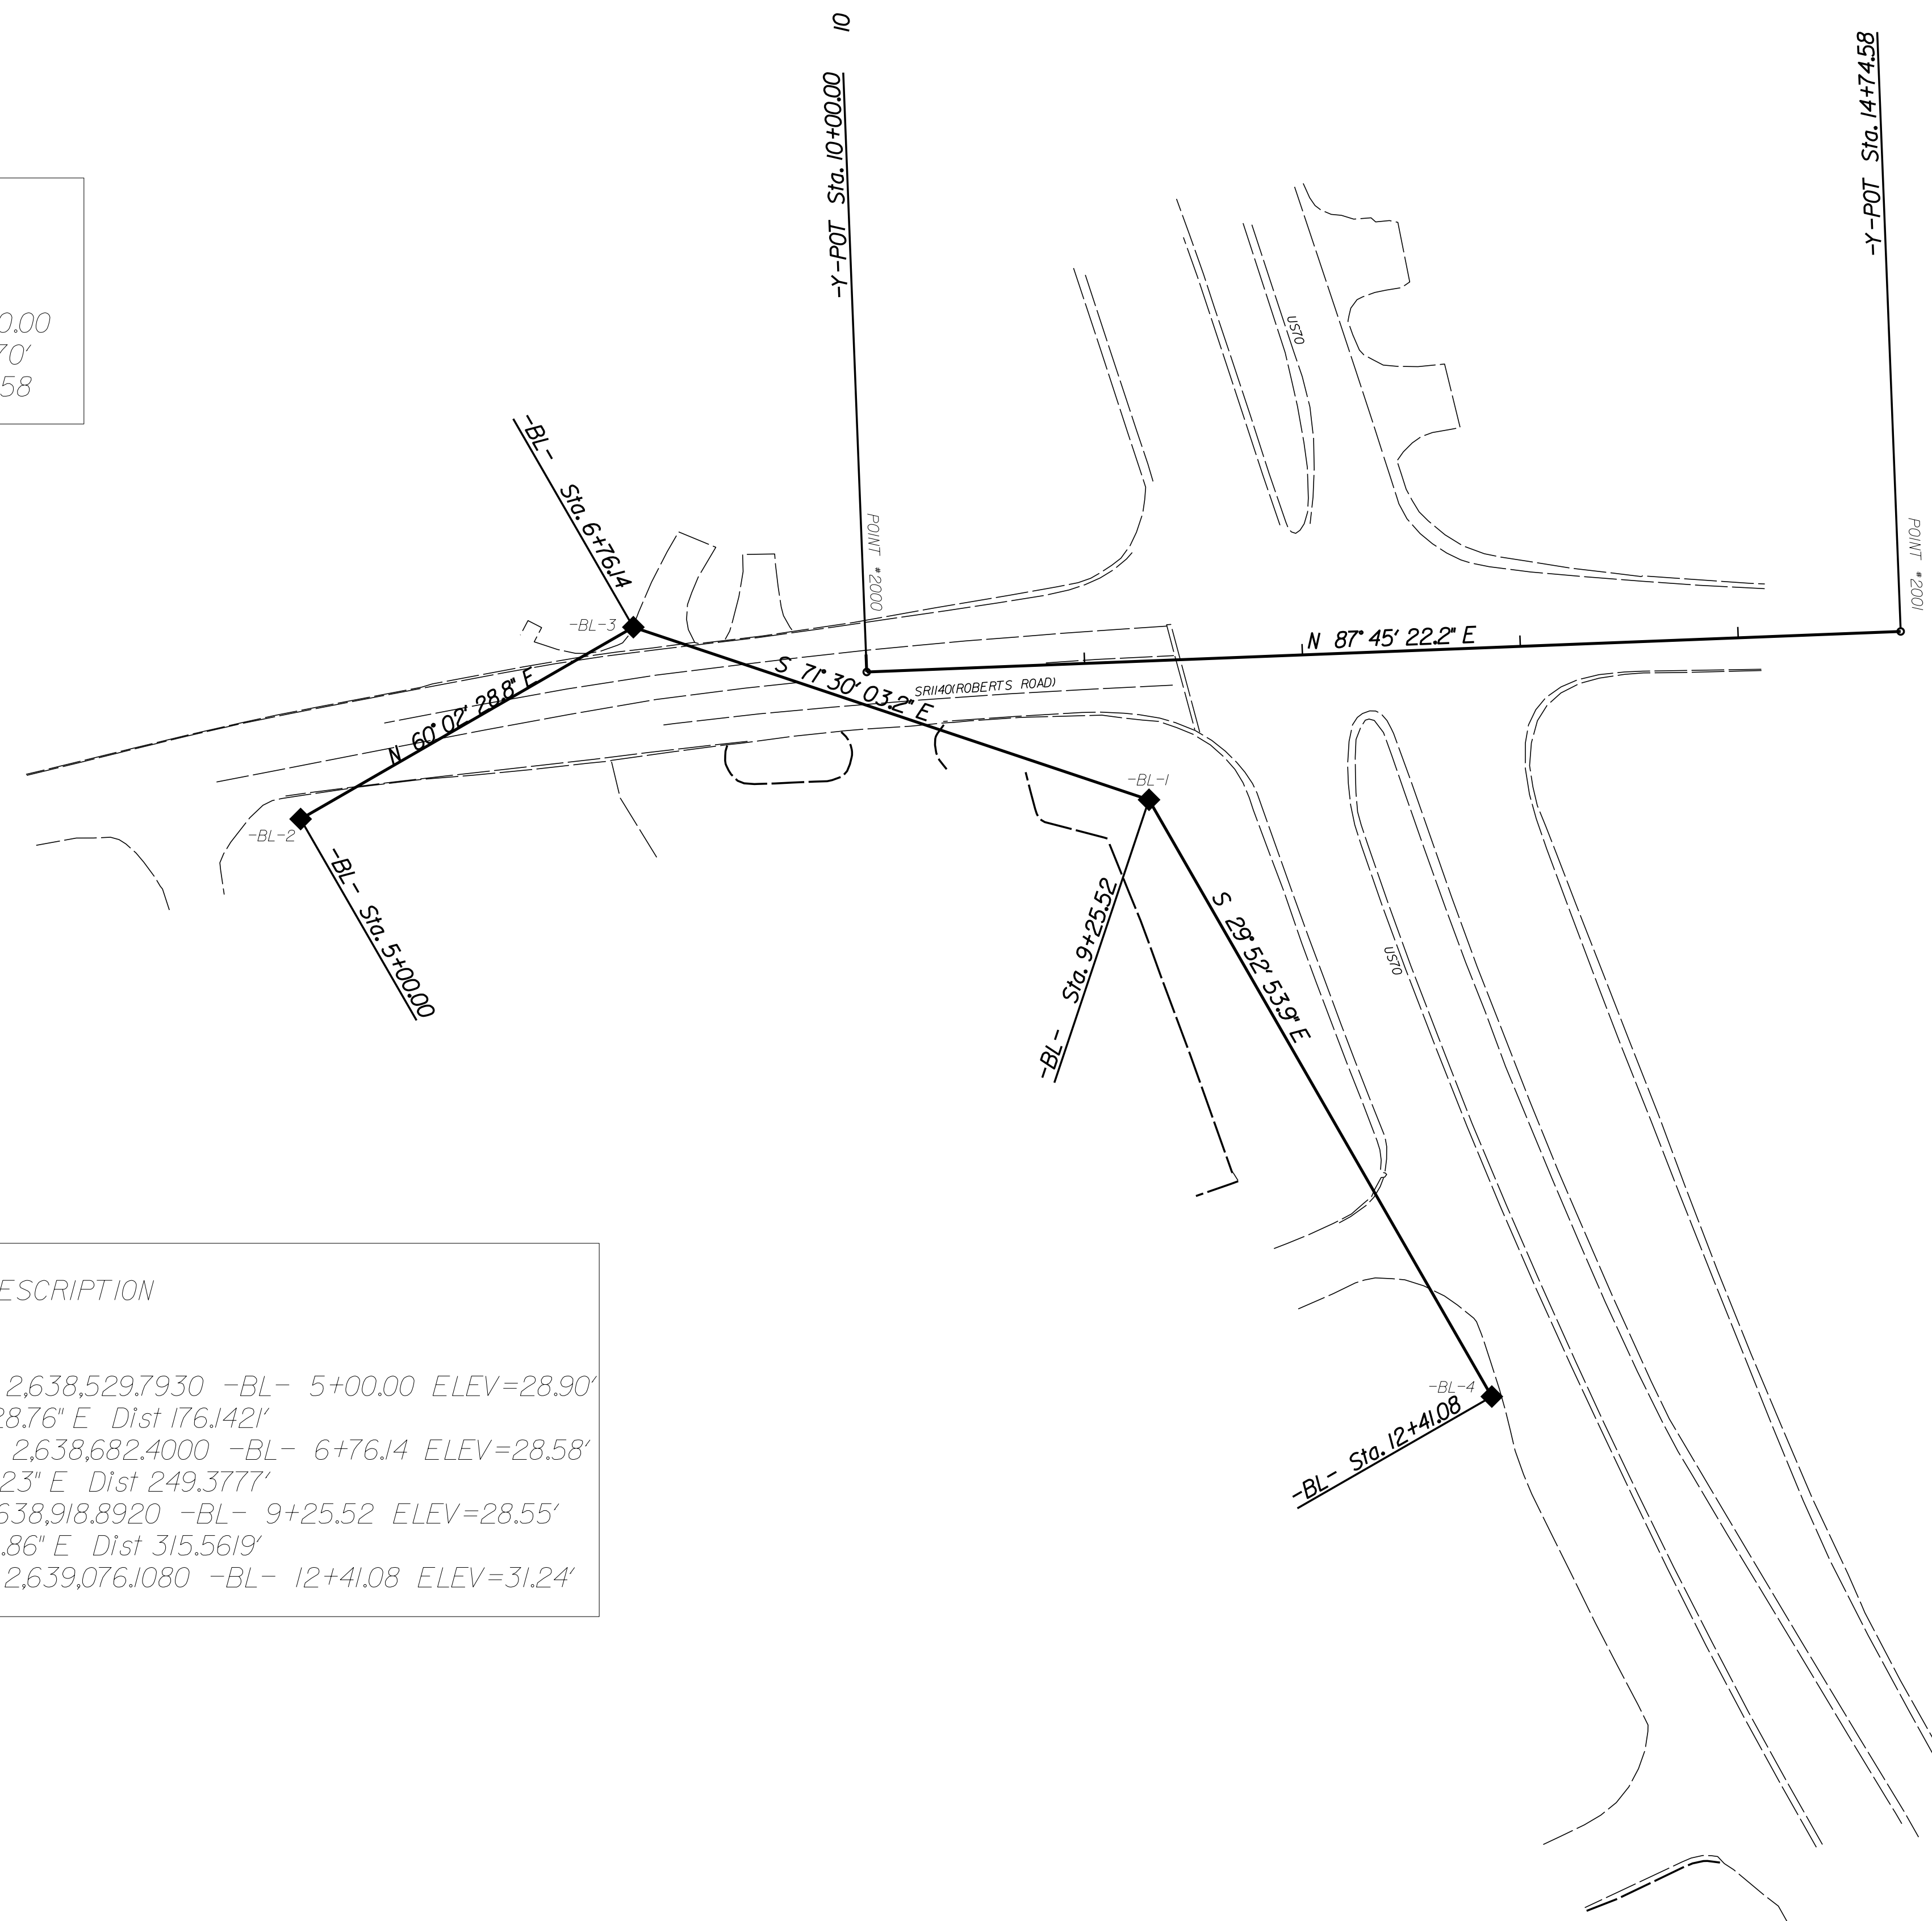 10
-Y-POT Sta. 10+00.00
-Y-POT Sta. 14+74.58
0.00
70'
58
US70
-BL- Sta. 6+76.14
POINT #2000
POINT #2001
-BL-3
N 87° 45' 22.2" E
S 71° 30' 03.2" E
SR1140(ROBERTS ROAD)
N 60° 02' 28.8" E
-BL-1
-BL-2
-BL- Sta. 5+00.00
-BL- Sta. 9+25.52
S 29° 52' 53.9" E
US70
-BL-4
-BL- Sta. 12+41.08
ESCRIPTION
2,638,529.7930 -BL- 5+00.00 ELEV=28.90'
28.76" E Dist 176.1421'
2,638,682.4000 -BL- 6+76.14 ELEV=28.58'
23" E Dist 249.3777'
638,918.8920 -BL- 9+25.52 ELEV=28.55'
.86" E Dist 315.5619'
2,639,076.1080 -BL- 12+41.08 ELEV=31.24'